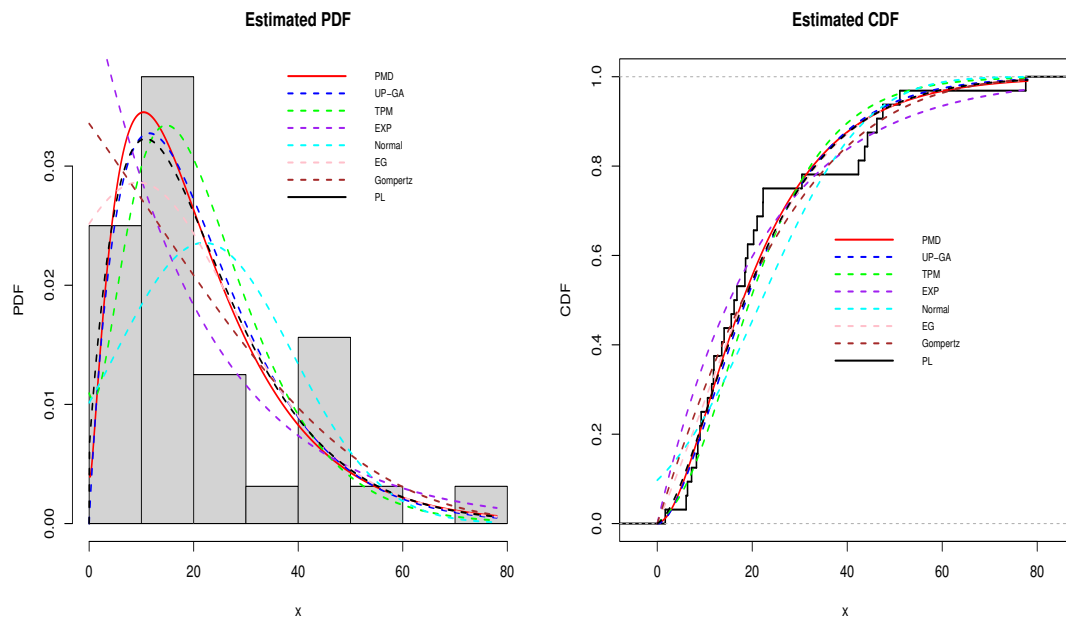 Estimated PDF
PDF
0.00
0.01
0.02
0.03
0
20
40
60
80
x
PMD
UP−GA
TPM
EXP
Normal
EG
Gompertz
PL
Estimated CDF
CDF
0.0
0.2
0.4
0.6
0.8
1.0
0
20
40
60
80
x
PMD
UP−GA
TPM
EXP
Normal
EG
Gompertz
PL